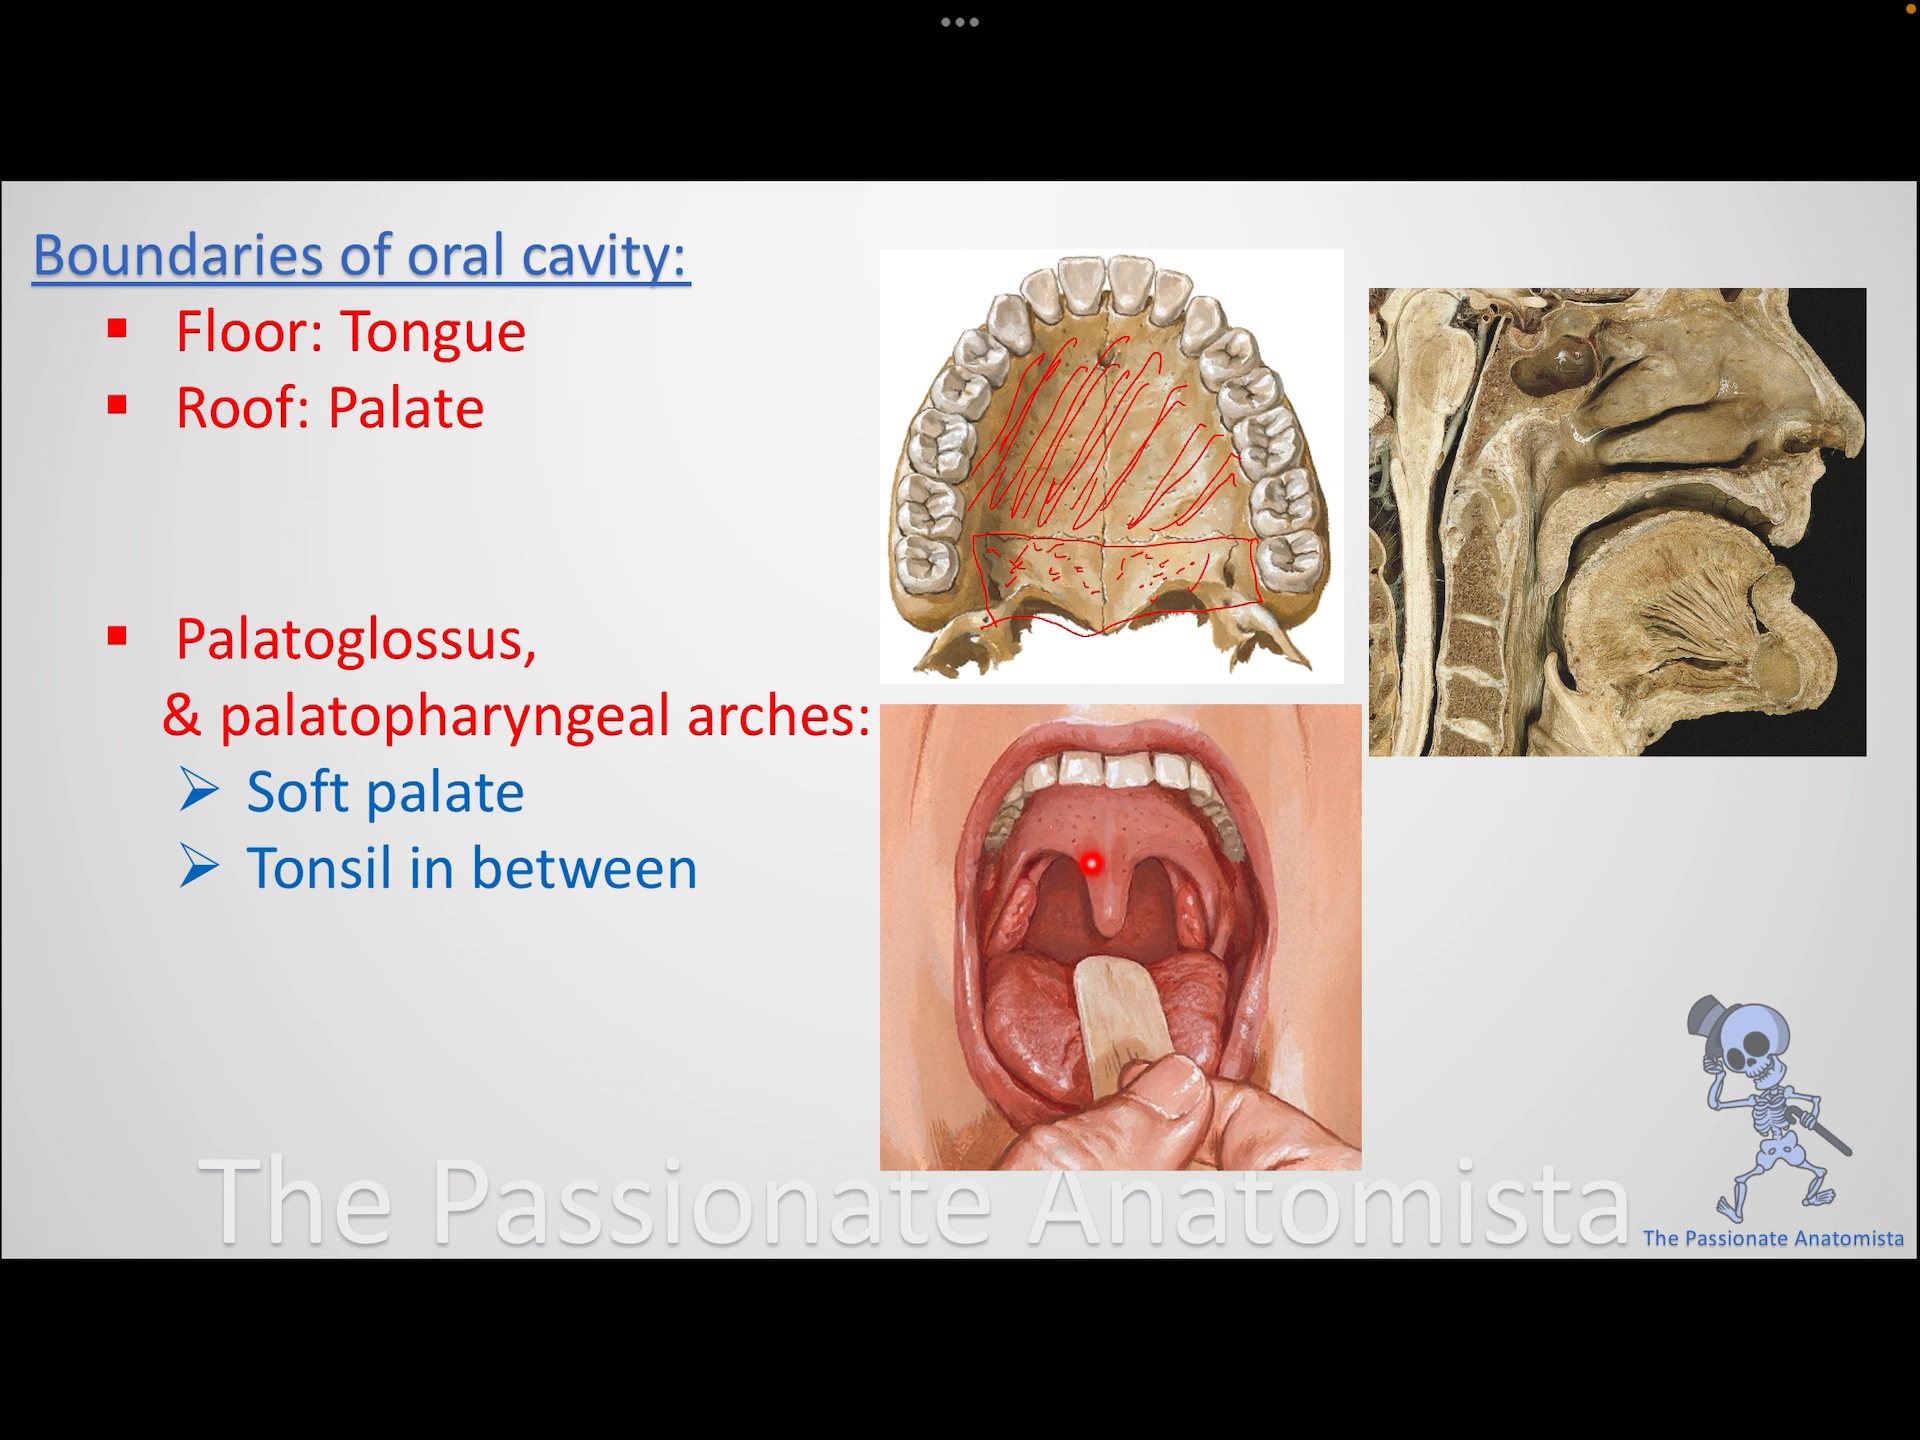 Boundaries of oral cavity:
▪ Floor: Tongue
▪ Roof: Palate
▪ Palatoglossus,
& palatopharyngeal arches:
➢ Soft palate
➢ Tonsil in between
The Passionate Anatomista
The Passionate Anatomista